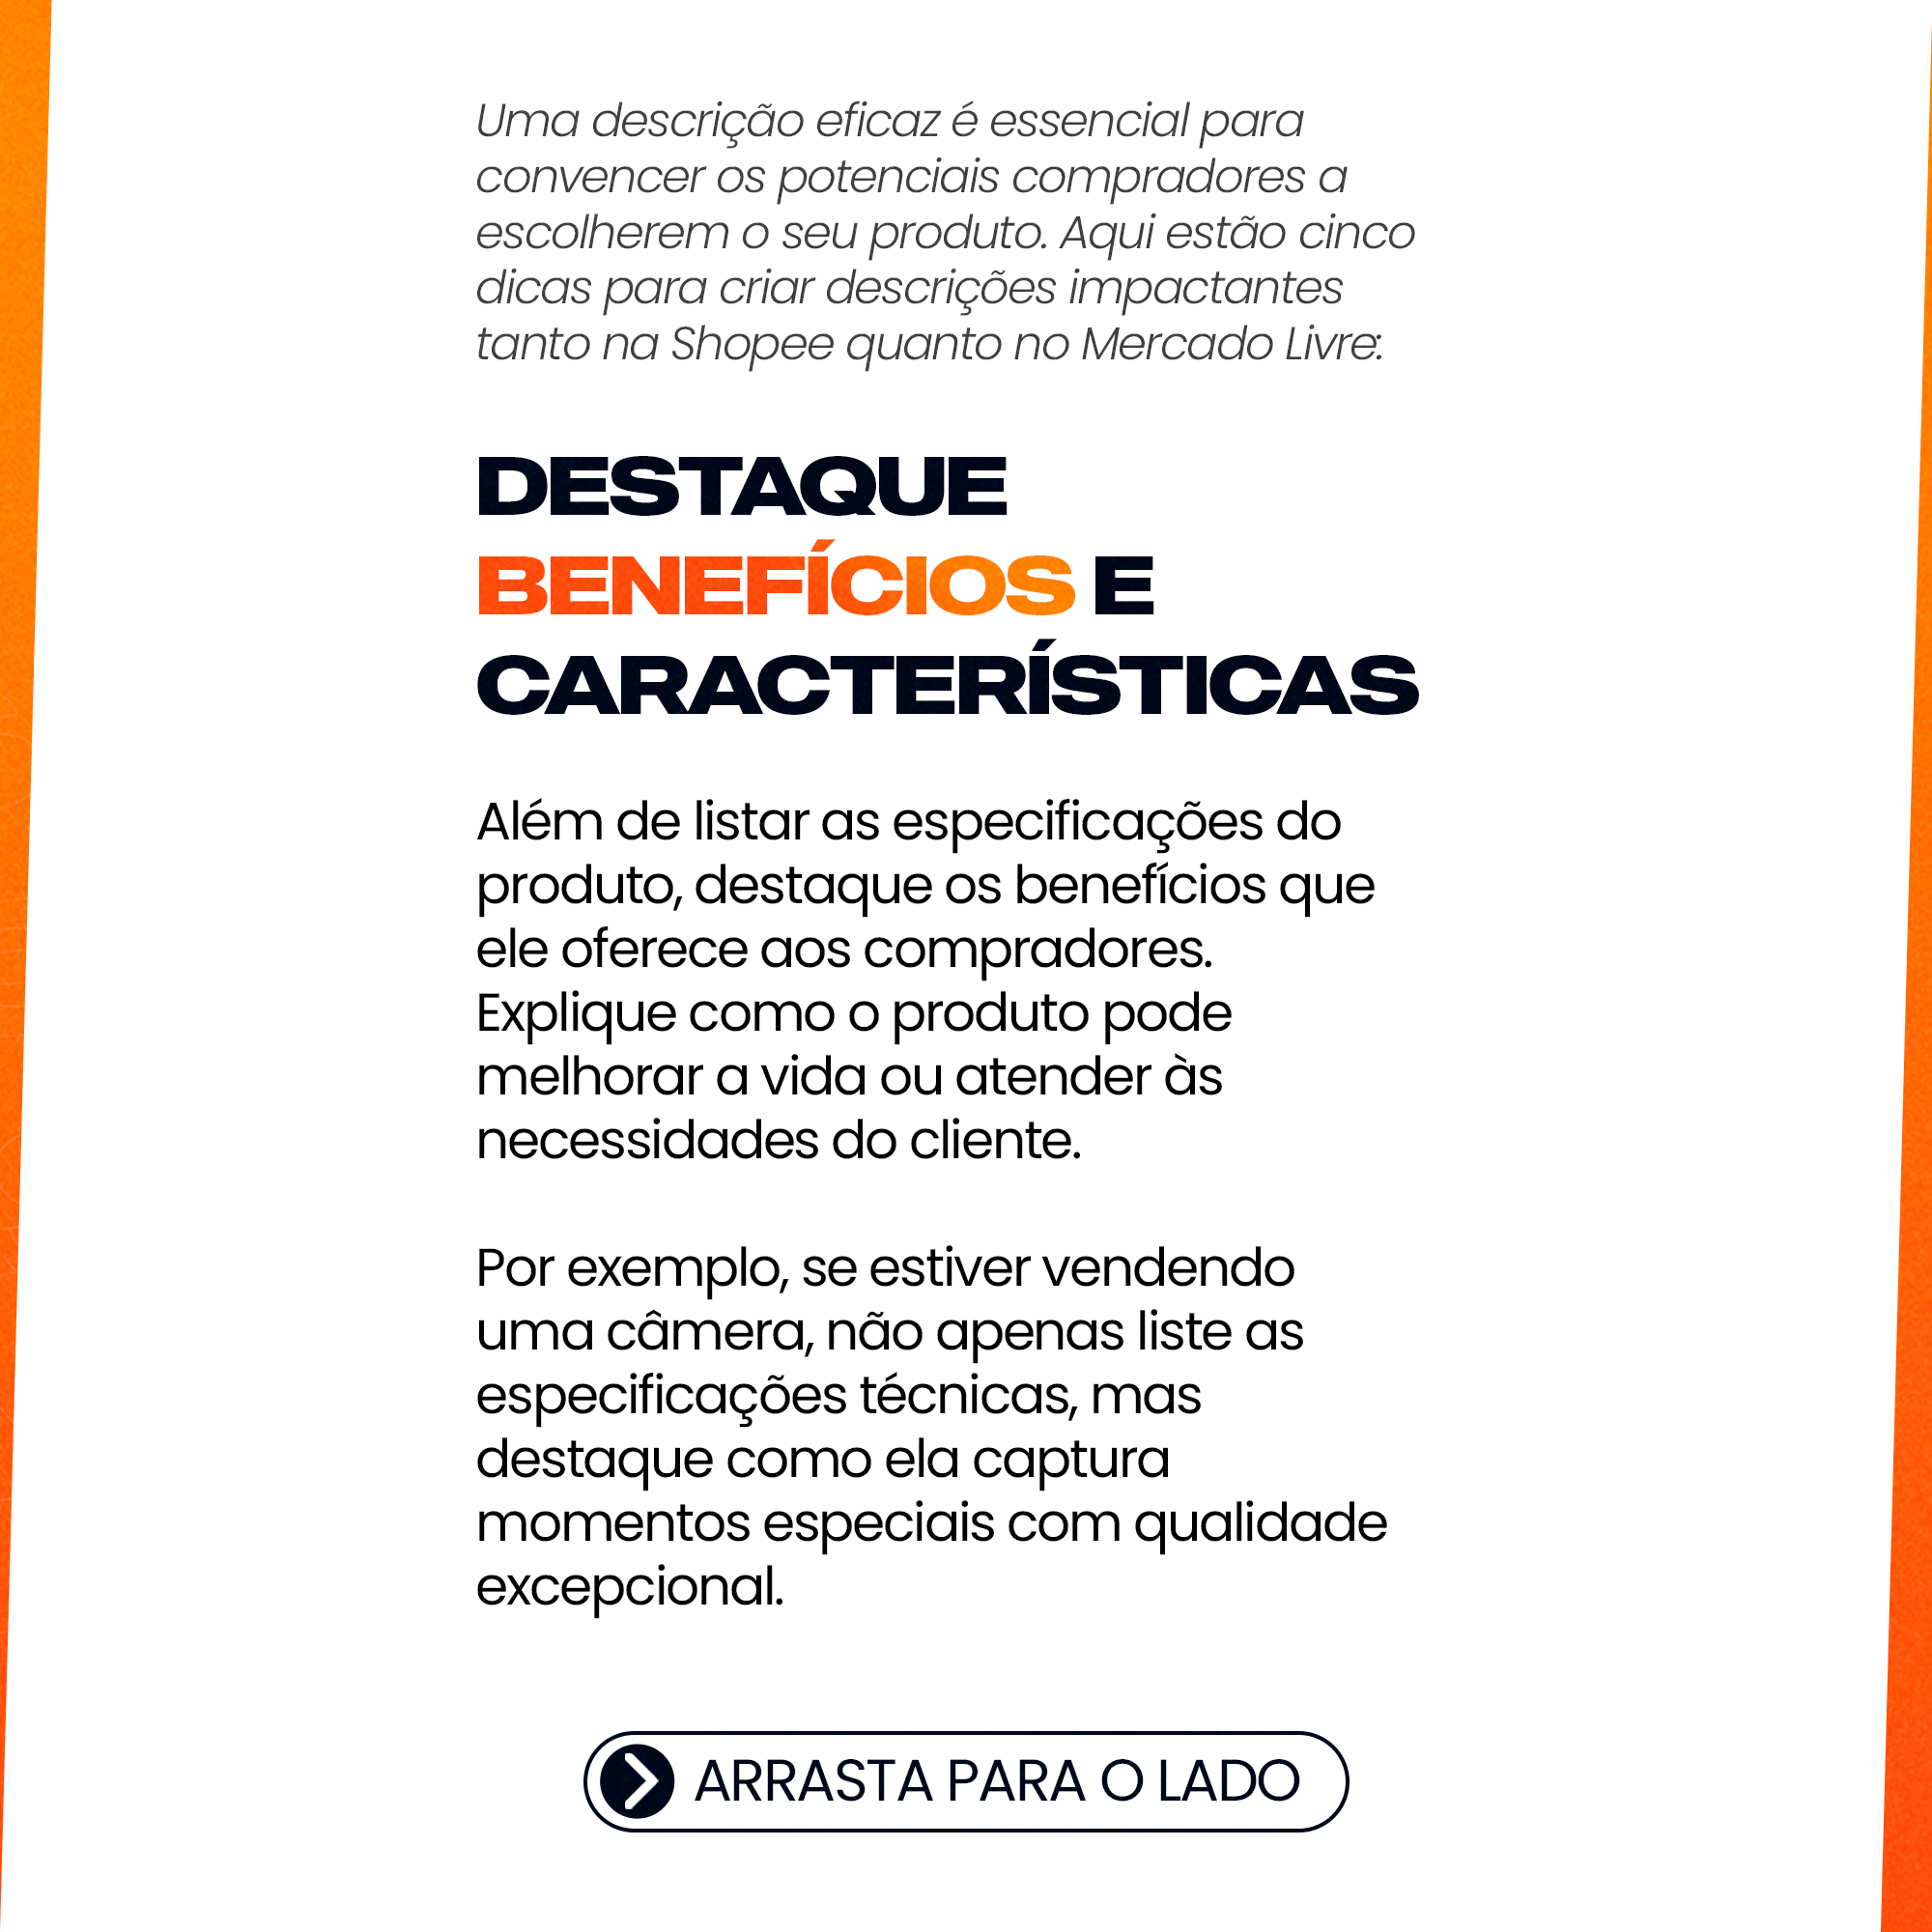 Uma descrição eficaz é essencial para
convencer os potenciais compradores a
escolherem o seu produto. Aqui estão cinco
dicas para criar descrições impactantes
tanto na Shopee quanto no Mercado Livre:
DESTAQUE
BENEFÍCIOS E
CARACTERÍSTICAS
Além de listar as especificações do
produto, destaque os benefícios que
ele oferece aos compradores.
Explique como o produto pode
melhorar a vida ou atender às
necessidades do cliente.
Por exemplo, se estiver vendendo
uma câmera, não apenas liste as
especificações técnicas, mas
destaque como ela captura
momentos especiais com qualidade
excepcional.
ARRASTA PARA O LADO